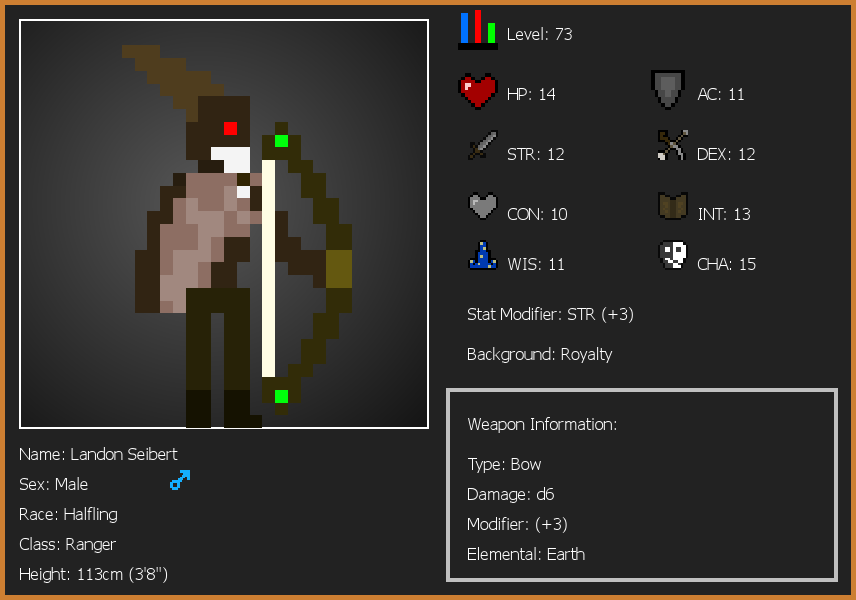 Level: 73
HP: 14
AC: 11
STR: 12
DEX: 12
CON: 10
INT: 13
WIS: 11
CHA: 15
Stat Modifier: STR (+3)
Background: Royalty
Weapon Information:
Type: Bow
Damage: d6
Modifier: (+3)
Elemental: Earth
Name: Landon Seibert
Sex: Male
Race: Halfling
Class: Ranger
Height: 113cm (3'8")